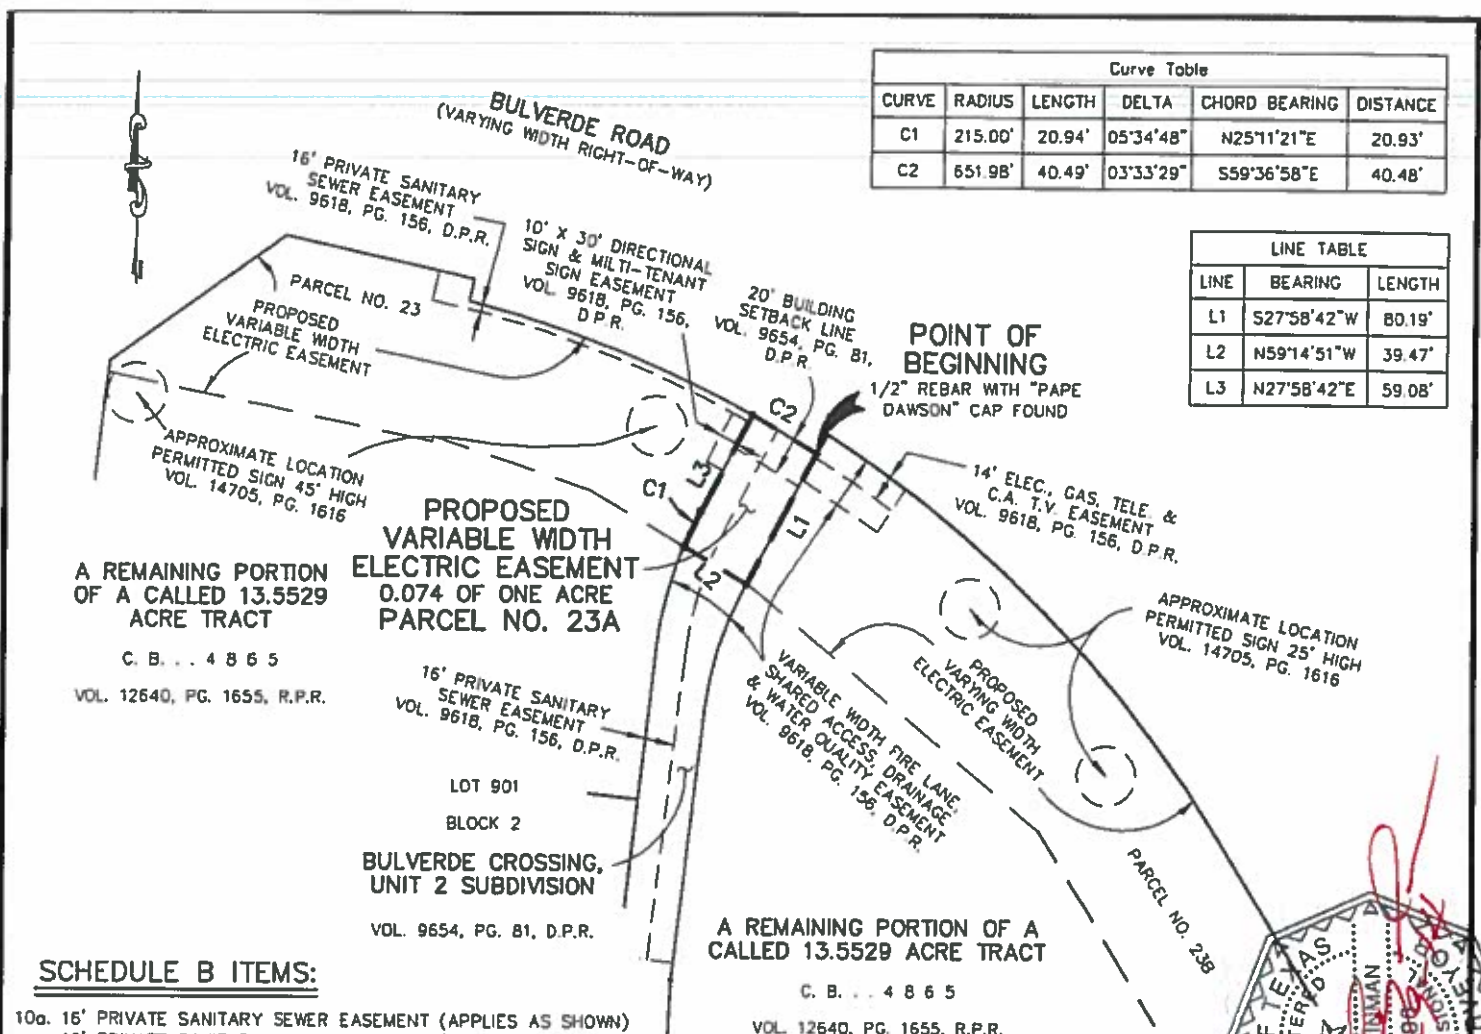 Curve Table
CURVE RADIUS LENGTH DELTA CHORD BEARING DISTANCE
C1 215.00' 20.94' 05°34'48" N25°11'21"E 20.93'
C2 651.98' 40.49' 03°33'29" S59°36'58"E 40.48'
LINE TABLE
LINE BEARING LENGTH
L1 S27°58'42"W 80.19'
L2 N59°14'51"W 39.47'
L3 N27°58'42"E 59.08'
BULVERDE ROAD
(VARYING WIDTH RIGHT-OF-WAY)
16' PRIVATE SANITARY
SEWER EASEMENT
VOL. 9618, PG. 156, D.P.R.
10' X 30' DIRECTIONAL
SIGN & MILTI-TENANT
SIGN EASEMENT
VOL. 9618, PG. 156,
D.P.R.
20' BUILDING
SETBACK LINE
VOL. 9654, PG. 81,
D.P.R.
POINT OF
BEGINNING
1/2" REBAR WITH "PAPE
DAWSON" CAP FOUND
PARCEL NO. 23
PROPOSED
VARIABLE WIDTH
ELECTRIC EASEMENT
C2
L3
C1
L1
L2
APPROXIMATE LOCATION
PERMITTED SIGN 45' HIGH
VOL. 14705, PG. 1616
14' ELEC., GAS, TELE. &
C.A. T.V. EASEMENT
VOL. 9618, PG. 156, D.P.R.
PROPOSED
VARIABLE WIDTH
ELECTRIC EASEMENT
0.074 OF ONE ACRE
PARCEL NO. 23A
A REMAINING PORTION
OF A CALLED 13.5529
ACRE TRACT
C. B. . . 4 8 6 5
VOL. 12640, PG. 1655, R.P.R.
APPROXIMATE LOCATION
PERMITTED SIGN 25' HIGH
VOL. 14705, PG. 1616
16' PRIVATE SANITARY
SEWER EASEMENT
VOL. 9618, PG. 156, D.P.R.
VARIABLE WIDTH FIRE LANE,
SHARED ACCESS, DRAINAGE
& WATER QUALITY EASEMENT
VOL. 9618, PG. 156, D.P.R.
PROPOSED
VARYING WIDTH
ELECTRIC EASEMENT
LOT 901
BLOCK 2
BULVERDE CROSSING,
UNIT 2 SUBDIVISION
VOL. 9654, PG. 81, D.P.R.
PARCEL NO. 23B
A REMAINING PORTION OF A
CALLED 13.5529 ACRE TRACT
C. B. . . 4 8 6 5
VOL. 12640, PG. 1655, R.P.R.
SCHEDULE B ITEMS:
10a. 16' PRIVATE SANITARY SEWER EASEMENT (APPLIES AS SHOWN)
TEXAS